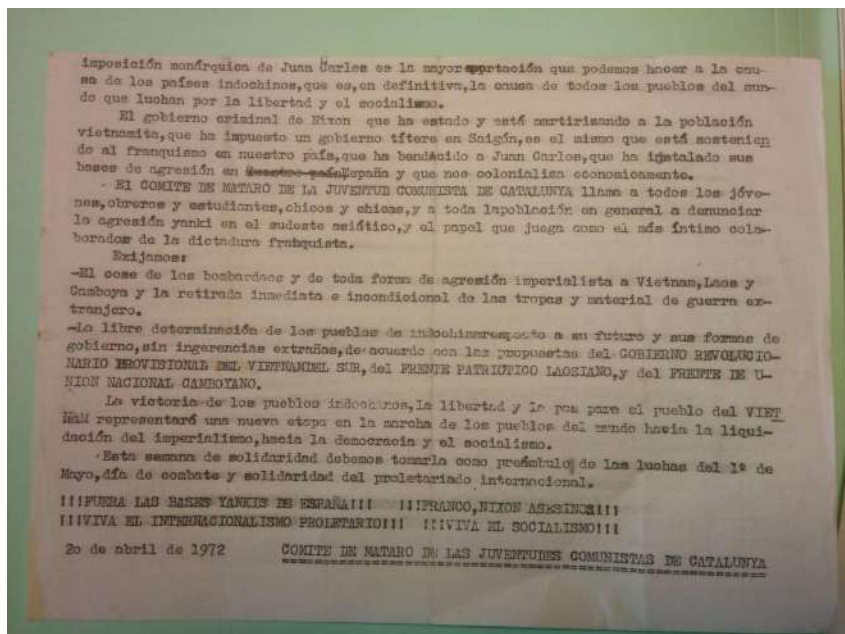 imposición monárquica de Juan Carlos es la mayor aportación que podemos hacer a la cau-
sa de los países indochinos,que es,en definitiva,la causa de todos los pueblos del mun-
do que luchan por la libertad y el socialismo.
El gobierno criminal de Nixon que ha estado y está martirizando a la población
vietnamita,que ha impuesto un gobierno títere en Saigón,es el mismo que está sostenien
do al franquismo en nuestro país,que ha bendecido a Juan Carlos,que ha instalado sus
bases de agresión en España y que nos colonialisa economicamente.
El COMITE DE MATARO DE LA JUVENTUD COMUNISTA DE CATALUNYA llama a todos los jóve-
nes,obreros y estudiantes,chicos y chicas,y a toda lapoblación en general a denunciar
la agresión yanki en el sudeste asiático,y el papel que juega como el más íntimo cola-
borador de la dictadura franquista.
Exijamos:
-El cese de los bombardeos y de toda forma de agresión imperialista a Vietnam,Laos y
Camboya y la retirada inmediata e incondicional de las tropas y material de guerra ex-
tranjero.
-La libre determinación de los pueblos de indochinarespecto a su futuro y sus formas de
gobierno,sin ingerencias extrañas,de acuerdo con las propuestas del GOBIERNO REVOLUCIO-
NARIO PROVISIONAL DEL VIETNAMDEL SUR,del FRENTE PATRIOTICO LAOSIANO,y del FRENTE DE U-
NION NACIONAL CAMBOYANO.
La victoria de los pueblos indochinos,la libertad y la paz para el pueblo del VIET
NAM representará una nueva etapa en la marcha de los pueblos del mundo hacia la liqui-
dación del imperialismo,hacia la democracia y el socialismo.
Esta semana de solidaridad debemos tomarla como preámbulo de las luchas del 1º de
Mayo,día de combate y solidaridad del proletariado internacional.
!!!FUERA LAS BASES YANKIS DE ESPAÑA!!! !!!FRANCO,NIXON ASESINOS!!!
!!!VIVA EL INTERNACIONALISMO PROLETARIO!!! !!!VIVA EL SOCIALISMO!!!
2o de abril de 1972 COMITE DE MATARO DE LAS JUVENTUDES COMUNISTAS DE CATALUNYA